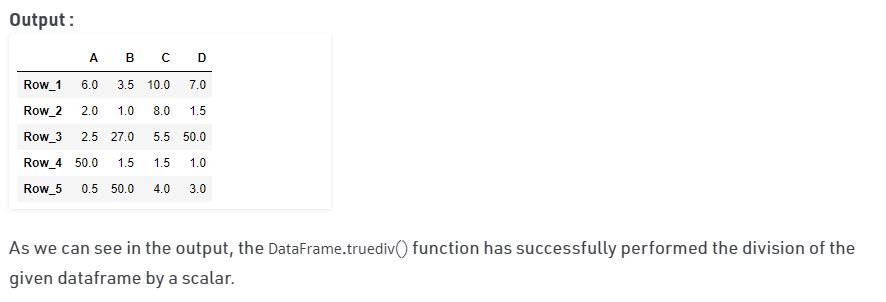 Output :
A B C D
Row_1 6.0 3.5 10.0 7.0
Row_2 2.0 1.0 8.0 1.5
Row_3 2.5 27.0 5.5 50.0
Row_4 50.0 1.5 1.5 1.0
Row_5 0.5 50.0 4.0 3.0
As we can see in the output, the DataFrame.truediv() function has successfully performed the division of the
given dataframe by a scalar.